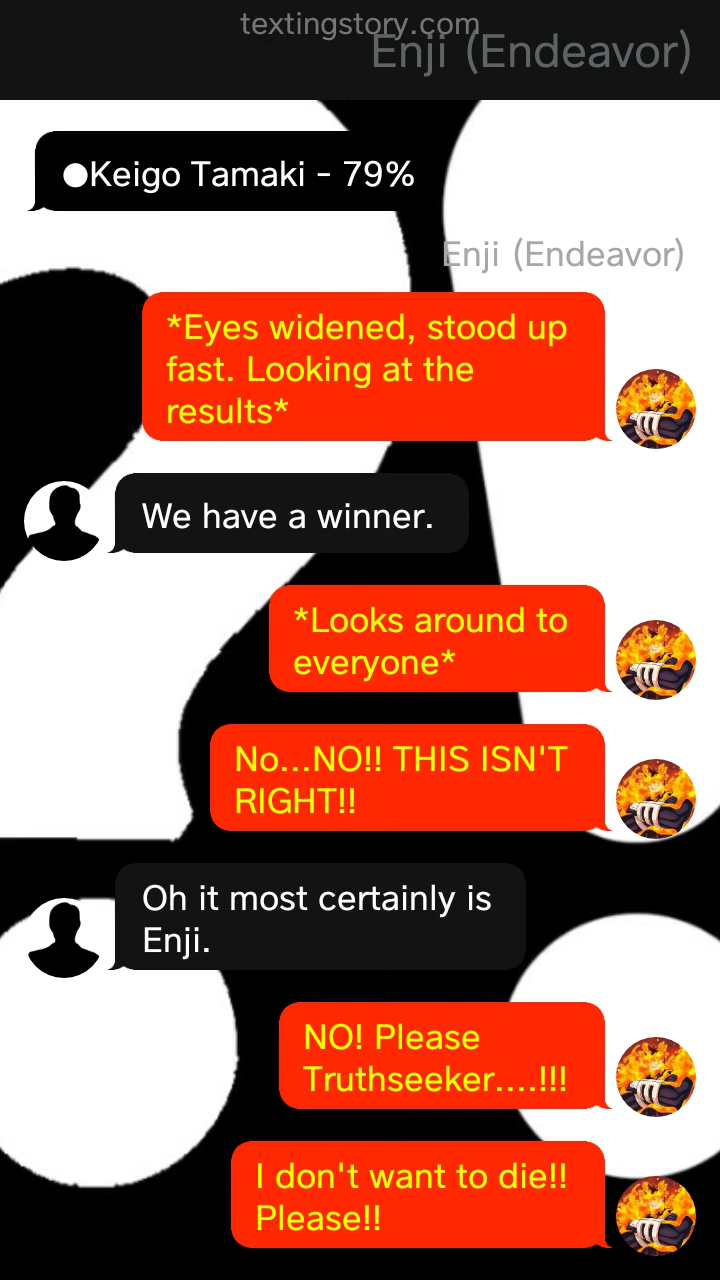 textingstory.com
Enji (Endeavor)
●Keigo Tamaki - 79%
Enji (Endeavor)
*Eyes widened, stood up
fast. Looking at the
results*
We have a winner.
*Looks around to
everyone*
No...NO!! THIS ISN'T
RIGHT!!
Oh it most certainly is
Enji.
NO! Please
Truthseeker....!!!
I don't want to die!!
Please!!